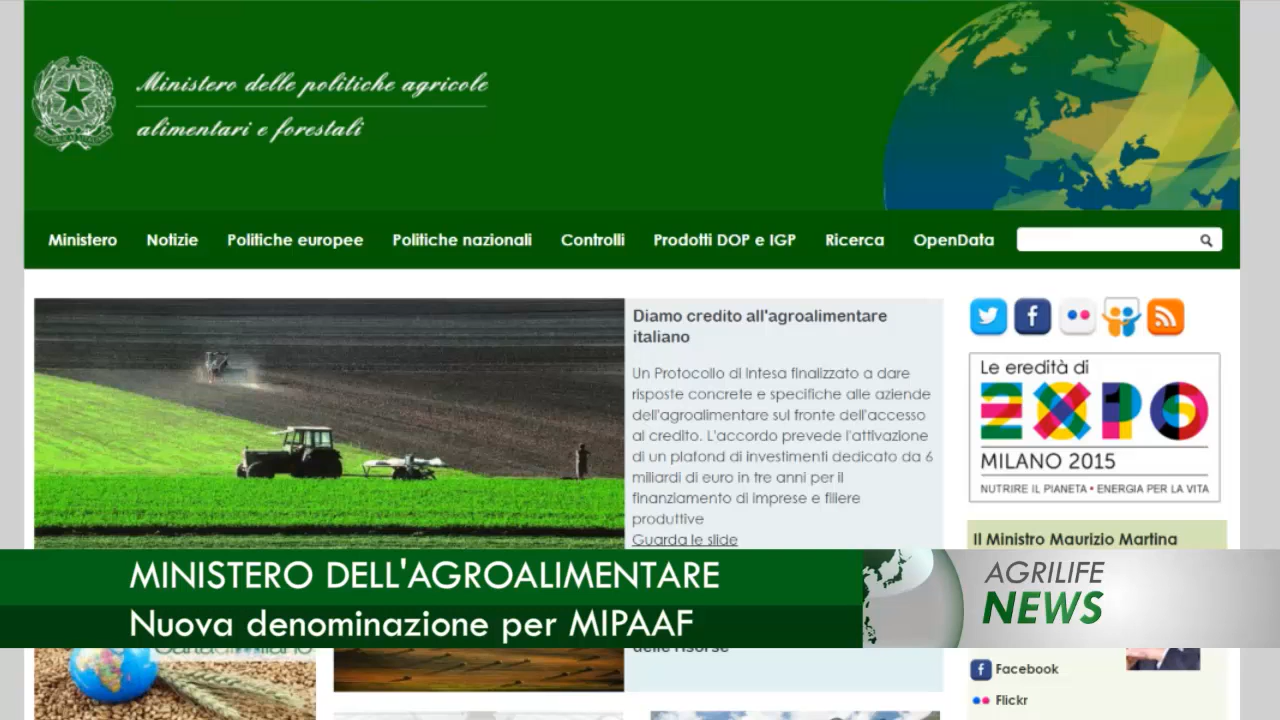 Ministero delle politiche agricole
alimentari e forestali
Ministero Notizie Politiche europee Politiche nazionali Controlli Prodotti DOP e IGP Ricerca OpenData
Diamo credito all'agroalimentare
italiano
Un Protocollo di Intesa finalizzato a dare
risposte concrete e specifiche alle aziende
dell'agroalimentare sul fronte dell'accesso
al credito. L'accordo prevede l'attivazione
di un plafond di investimenti dedicato da 6
miliardi di euro in tre anni per il
finanziamento di imprese e filiere
produttive
Guarda le slide
Le eredità di
EXPO
MILANO 2015
NUTRIRE IL PIANETA • ENERGIA PER LA VITA
Il Ministro Maurizio Martina
MINISTERO DELL'AGROALIMENTARE
Nuova denominazione per MIPAAF
AGRILIFE
NEWS
delle risorse
Facebook
Flickr